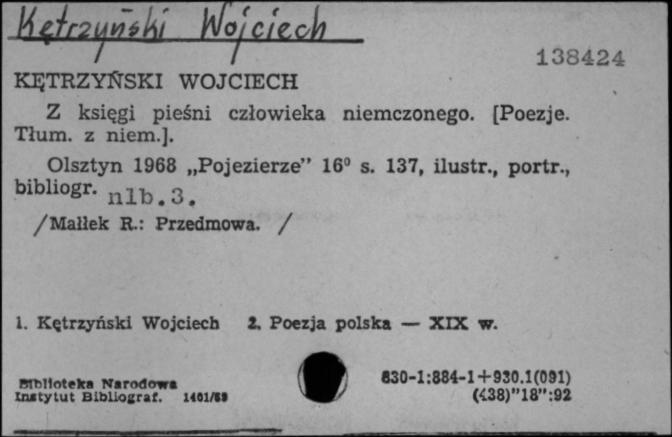 Kętrzyński Wojciech
138424
KĘTRZYŃSKI WOJCIECH
Z księgi pieśni człowieka niemczonego. [Poezje.
Tłum. z niem.].
Olsztyn 1968 „Pojezierze” 16⁰ s. 137, ilustr., portr.,
bibliogr. nlb.3.
/Małłek R.: Przedmowa. /
1. Kętrzyński Wojciech 2. Poezja polska — XIX w.
Biblioteka Narodowa
Instytut Bibliograf. 1401/69
830-1:884-1+930.1(091)
(438)"18":92